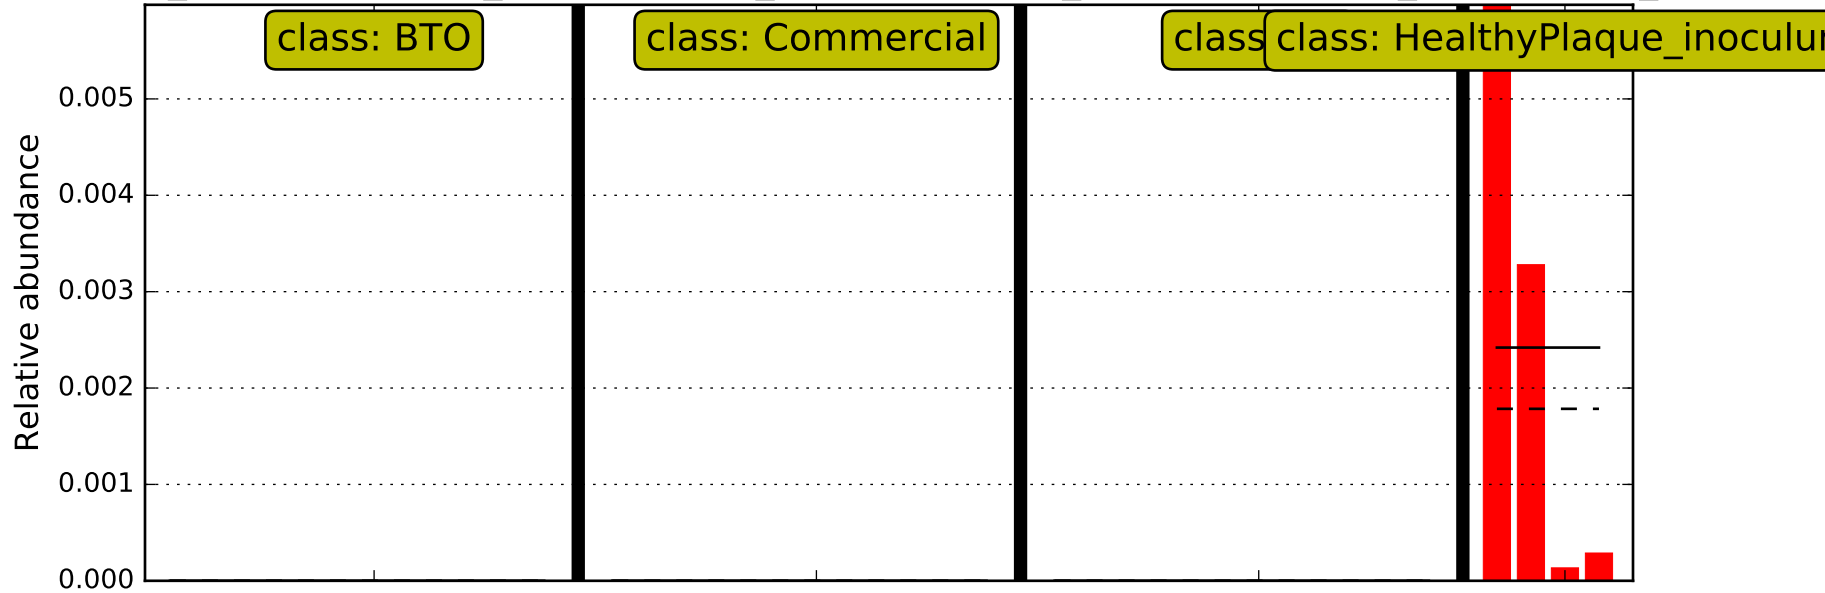 class: BTO
class: Commercial
class
class: HealthyPlaque_inoculu
0.005
0.004
0.003
0.002
0.001
0.000
Relative abundance